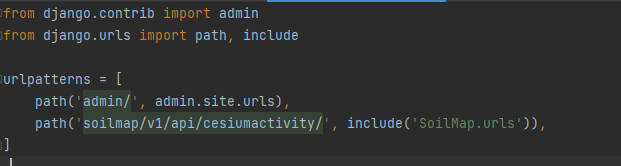 from django.contrib import admin
from django.urls import path, include
urlpatterns = [
    path('admin/', admin.site.urls),
    path('soilmap/v1/api/cesiumactivity/', include('SoilMap.urls')),
]